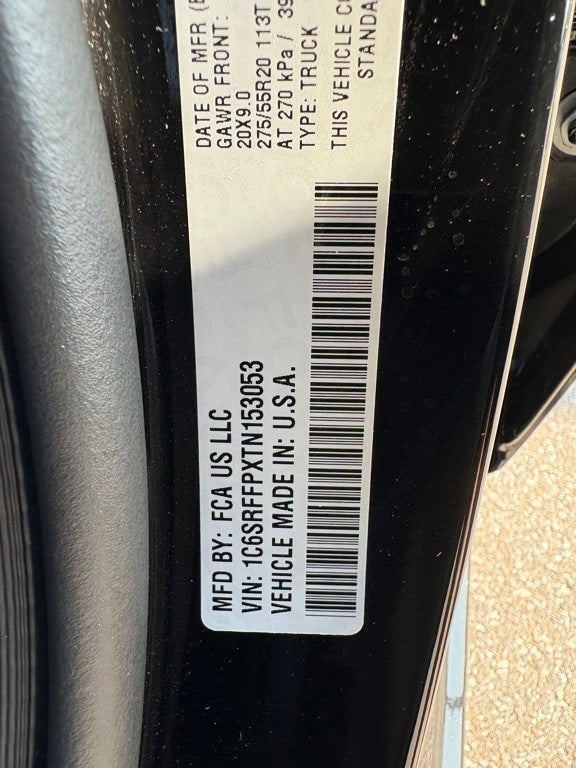 MFD BY: FCA US LLC
VIN: 1C6SRFFPXTN153053
VEHICLE MADE IN: U.S.A.
DATE OF MFR
GAWR FRONT:
20X9.0
275/55R20 113T
AT 270 kPa / 39
TYPE: TRUCK
THIS VEHICLE